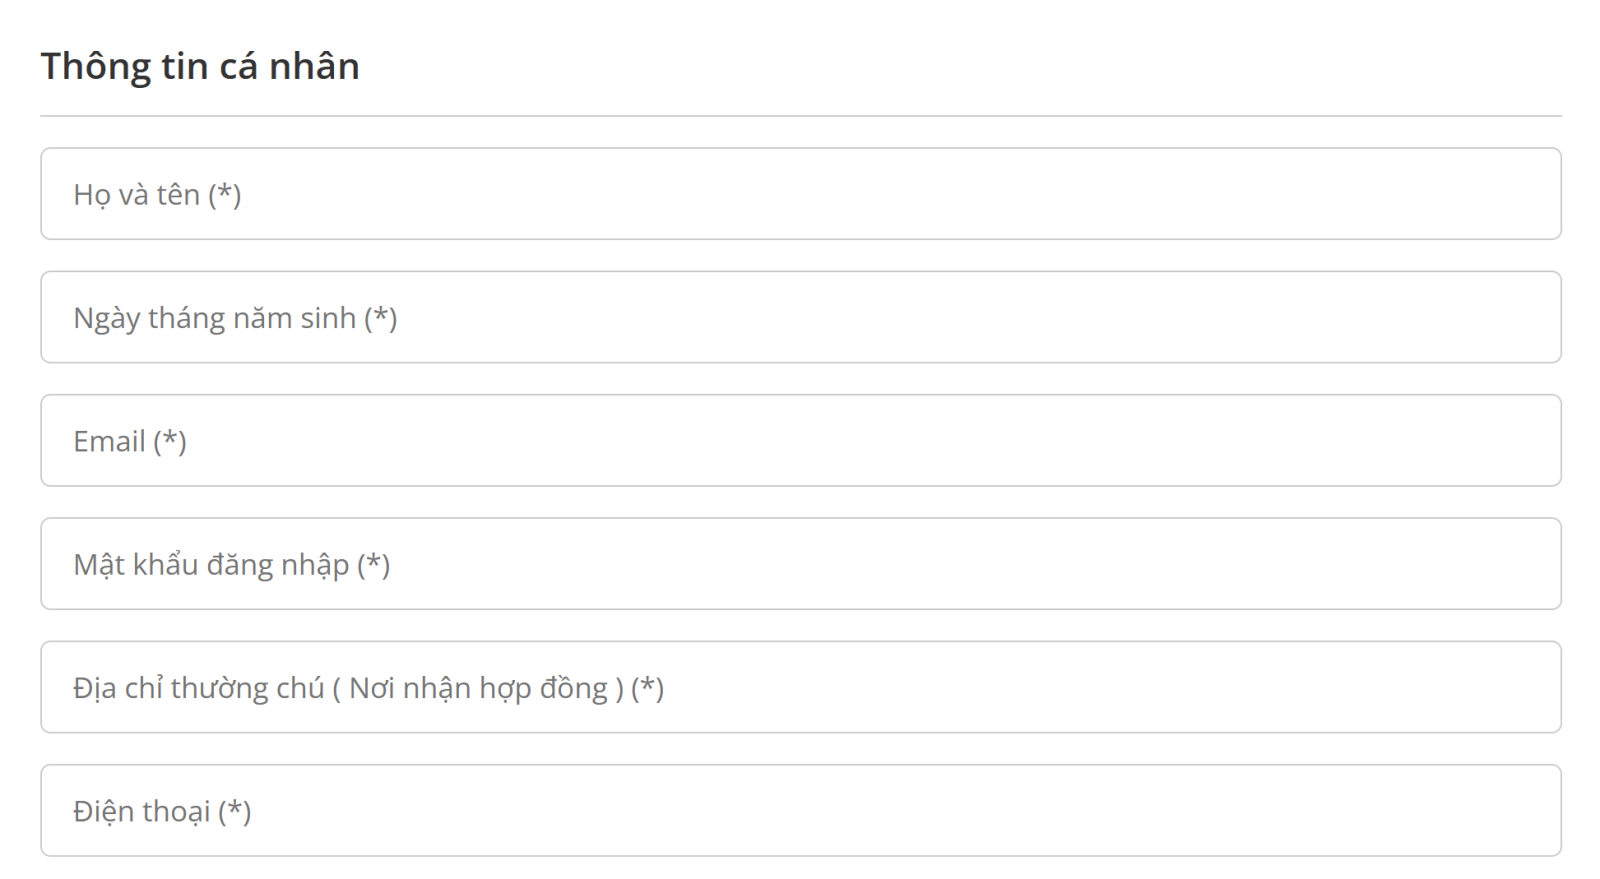 Thông tin cá nhân
Họ và tên (*)
Ngày tháng năm sinh (*)
Email (*)
Mật khẩu đăng nhập (*)
Địa chỉ thường chú ( Nơi nhận hợp đồng ) (*)
Điện thoại (*)